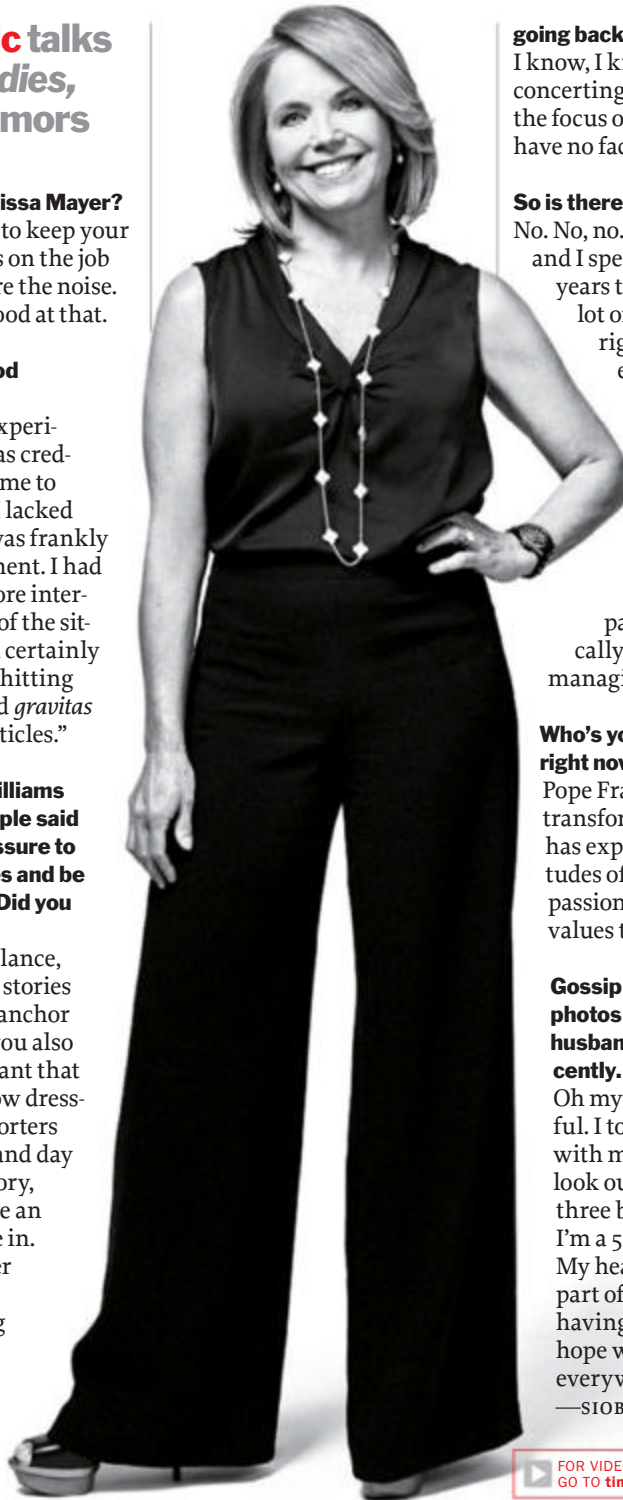 ic talks
dies,
mors
issa Mayer?
to keep your
s on the job
re the noise.
ood at that.
od
xperi-
as cred-
me to
I lacked
was frankly
nent. I had
ore inter-
of the sit-
certainly
hitting
d gravitas
ticles.”
illiams
ple said
ssure to
es and be
Did you
lance,
stories
anchor
you also
ant that
ow dress-
orters
and day
ory,
e an
e in.
er
g
going back
I know, I k
concerting
the focus o
have no fac
So is there
No. No, no.
and I spe
years t
lot o
rig
e
pa
cally
managi
Who’s yo
right nov
Pope Fra
transfor
has exp
tudes of
passion
values t
Gossip
photos
husban
cently.
Oh my
ful. I to
with m
look ou
three b
I’m a 5
My hea
part of
having
hope w
everyw
—SIOB
FOR VIDE
GO TO tim